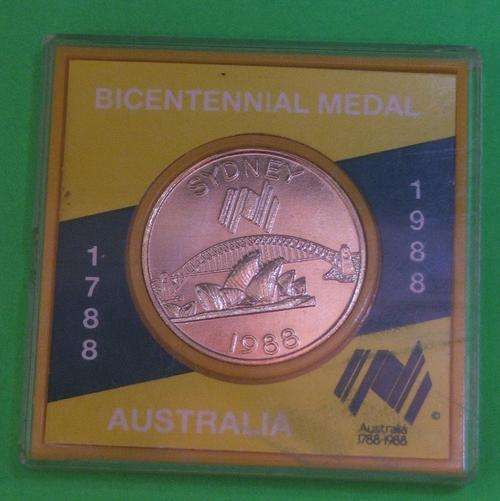 BICENTENNIAL MEDAL
SYDNEY
1988
1788
1988
AUSTRALIA
©
Australia
1788-1988